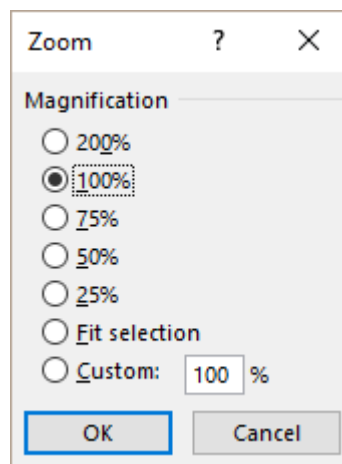 Zoom ? ×
Magnification
200%
100%
75%
50%
25%
Fit selection
Custom: 100 %
OK Cancel